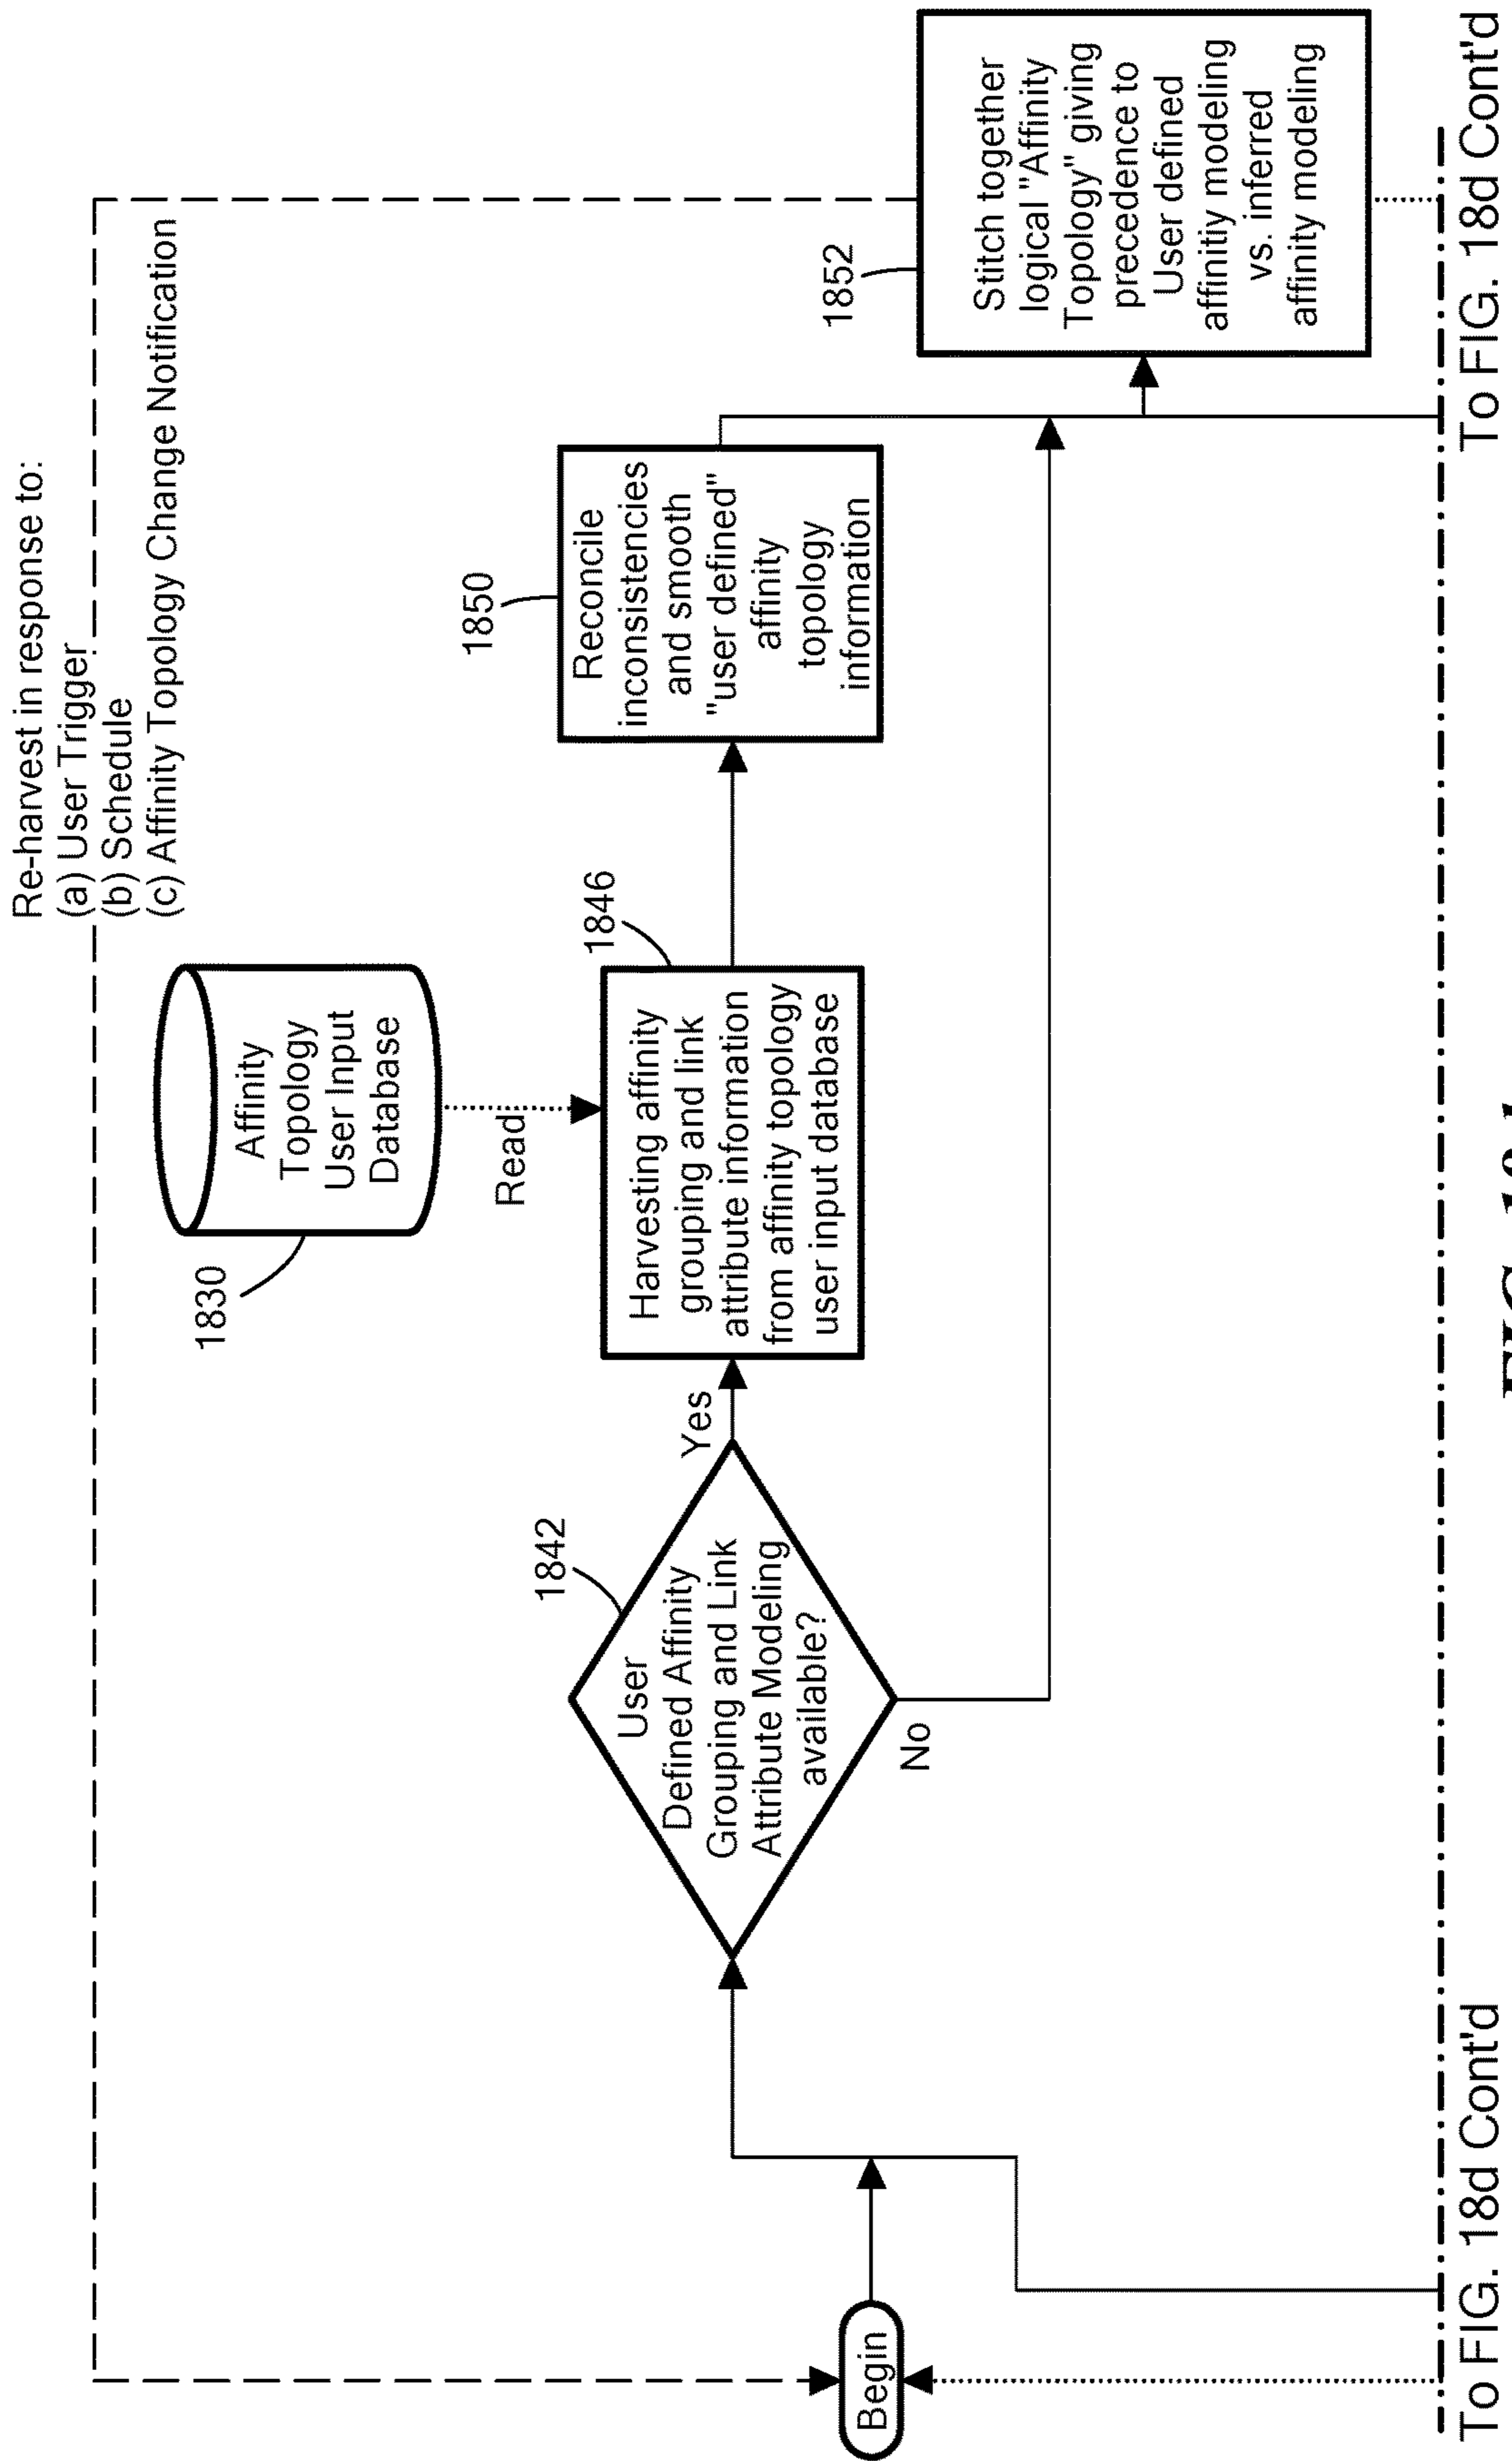 Re-harvest in response to:
(a) User Trigger
(b) Schedule
(c) Affinity Topology Change Notification
1830
Affinity
Topology
User Input
Database
Read
1842
User
Defined Affinity
Grouping and Link
Attribute Modeling
available?
Yes
No
1846
Harvesting affinity
grouping and link
attribute information
from affinity topology
user input database
1850
Reconcile
inconsistencies
and smooth
"user defined"
affinity
topology
information
1852
Stitch together
logical "Affinity
Topology" giving
precedence to
User defined
affinitiy modeling
vs. inferred
affinity modeling
Begin
To FIG. 18d Cont'd
To FIG. 18d Cont'd